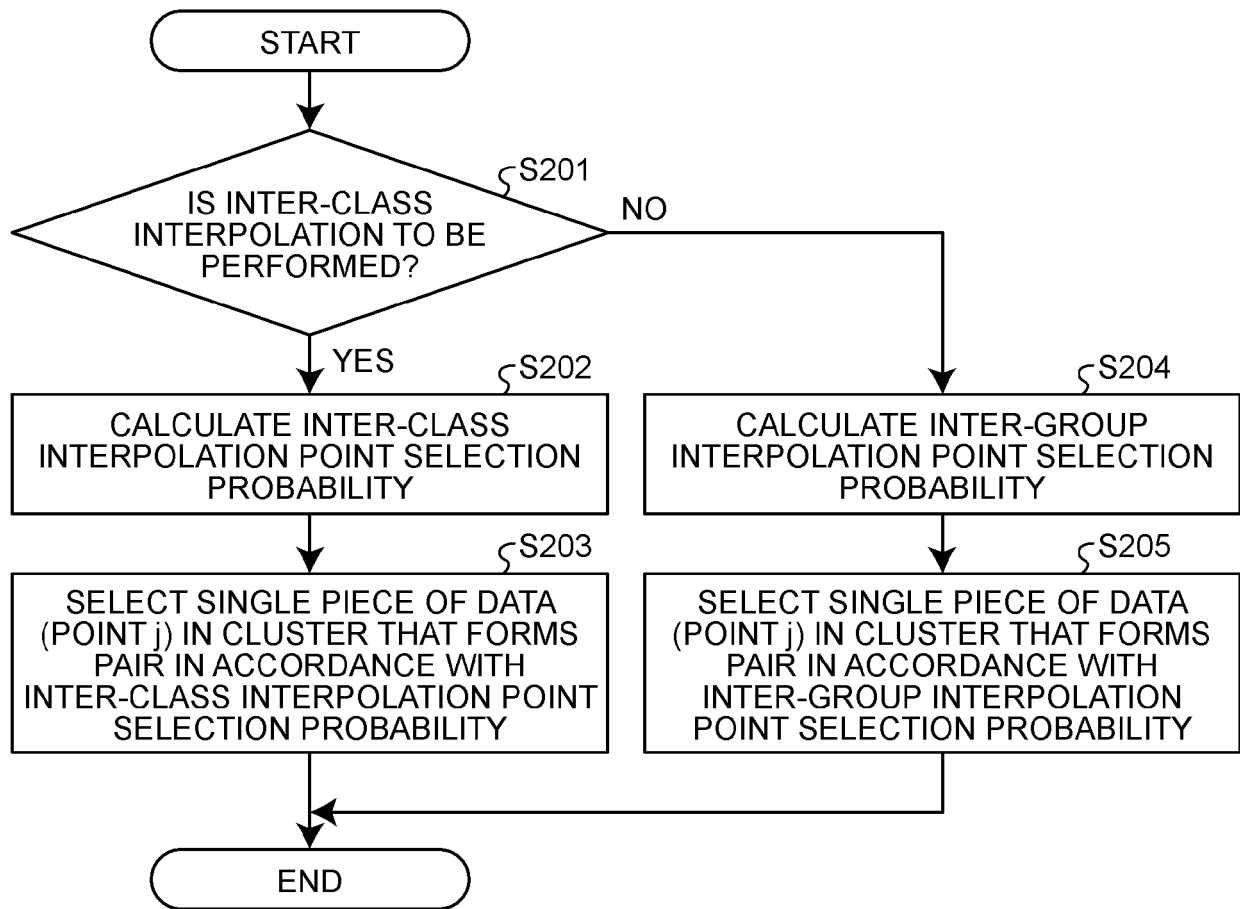 START
S201
IS INTER-CLASS
INTERPOLATION TO BE
PERFORMED?
NO
YES
S202
CALCULATE INTER-CLASS
INTERPOLATION POINT SELECTION
PROBABILITY
S203
SELECT SINGLE PIECE OF DATA
(POINT j) IN CLUSTER THAT FORMS
PAIR IN ACCORDANCE WITH
INTER-CLASS INTERPOLATION POINT
SELECTION PROBABILITY
S204
CALCULATE INTER-GROUP
INTERPOLATION POINT SELECTION
PROBABILITY
S205
SELECT SINGLE PIECE OF DATA
(POINT j) IN CLUSTER THAT FORMS
PAIR IN ACCORDANCE WITH
INTER-GROUP INTERPOLATION
POINT SELECTION PROBABILITY
END